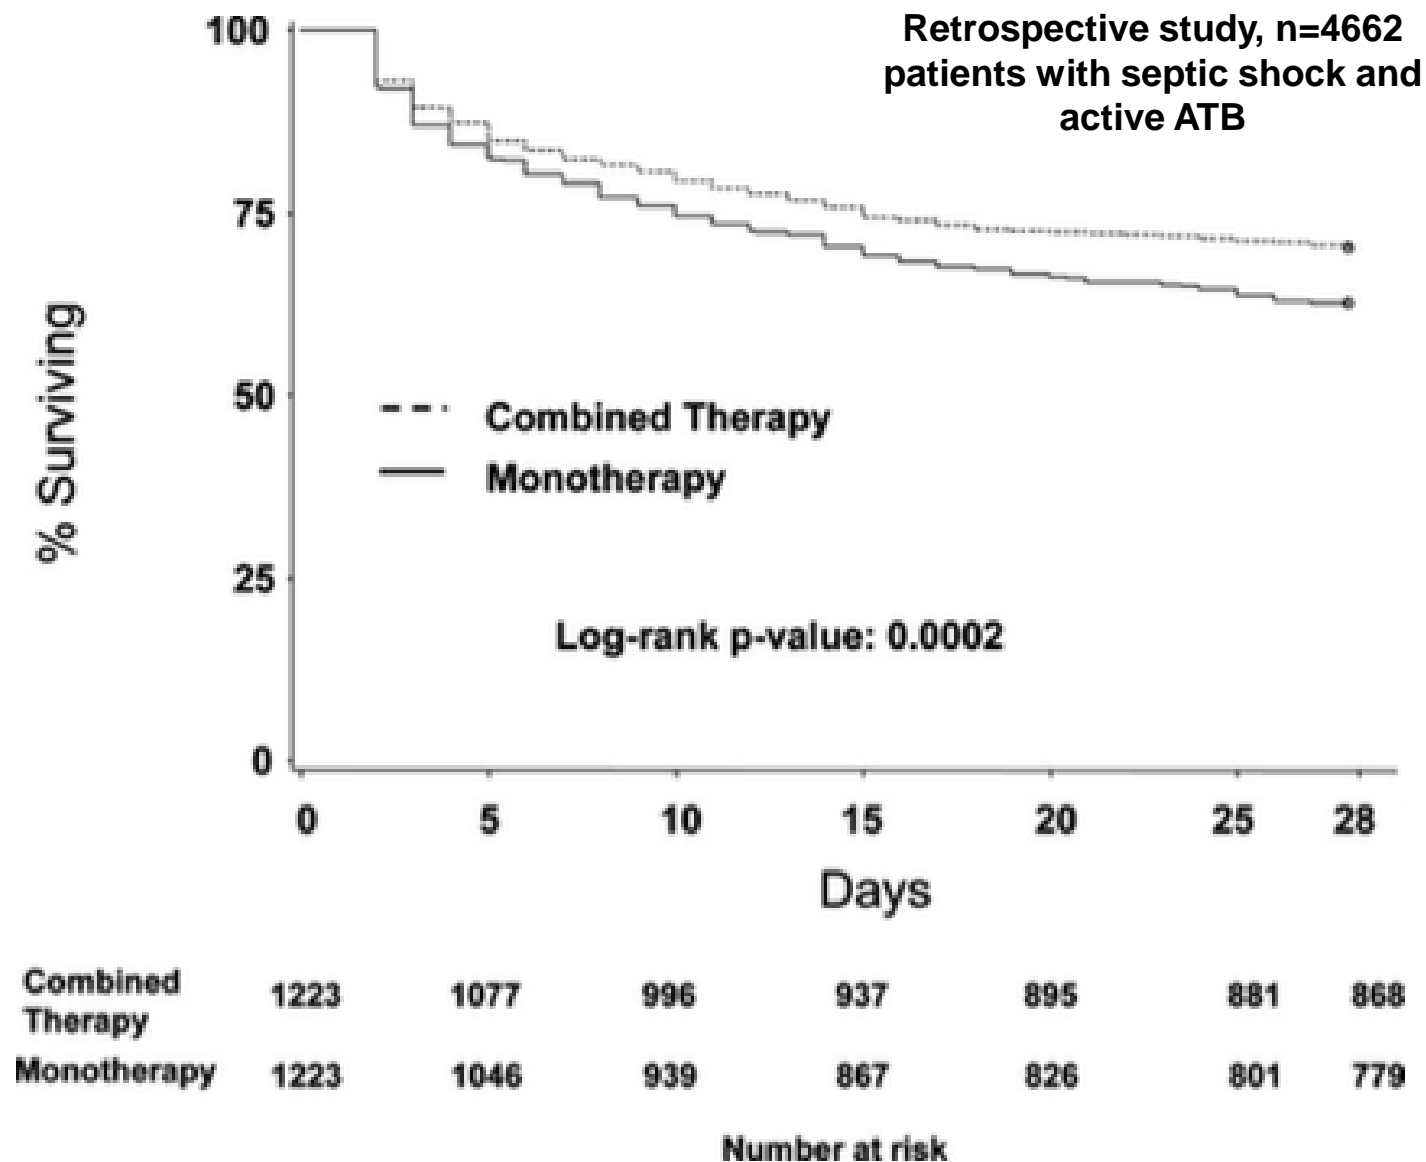 Retrospective study, n=4662
patients with septic shock and
active ATB
100
75
50
25
0
% Surviving
Combined Therapy
Monotherapy
Log-rank p-value: 0.0002
0 5 10 15 20 25 28
Days
Combined
Therapy
1223 1077 996 937 895 881 868
Monotherapy 1223 1046 939 867 826 801 779
Number at risk